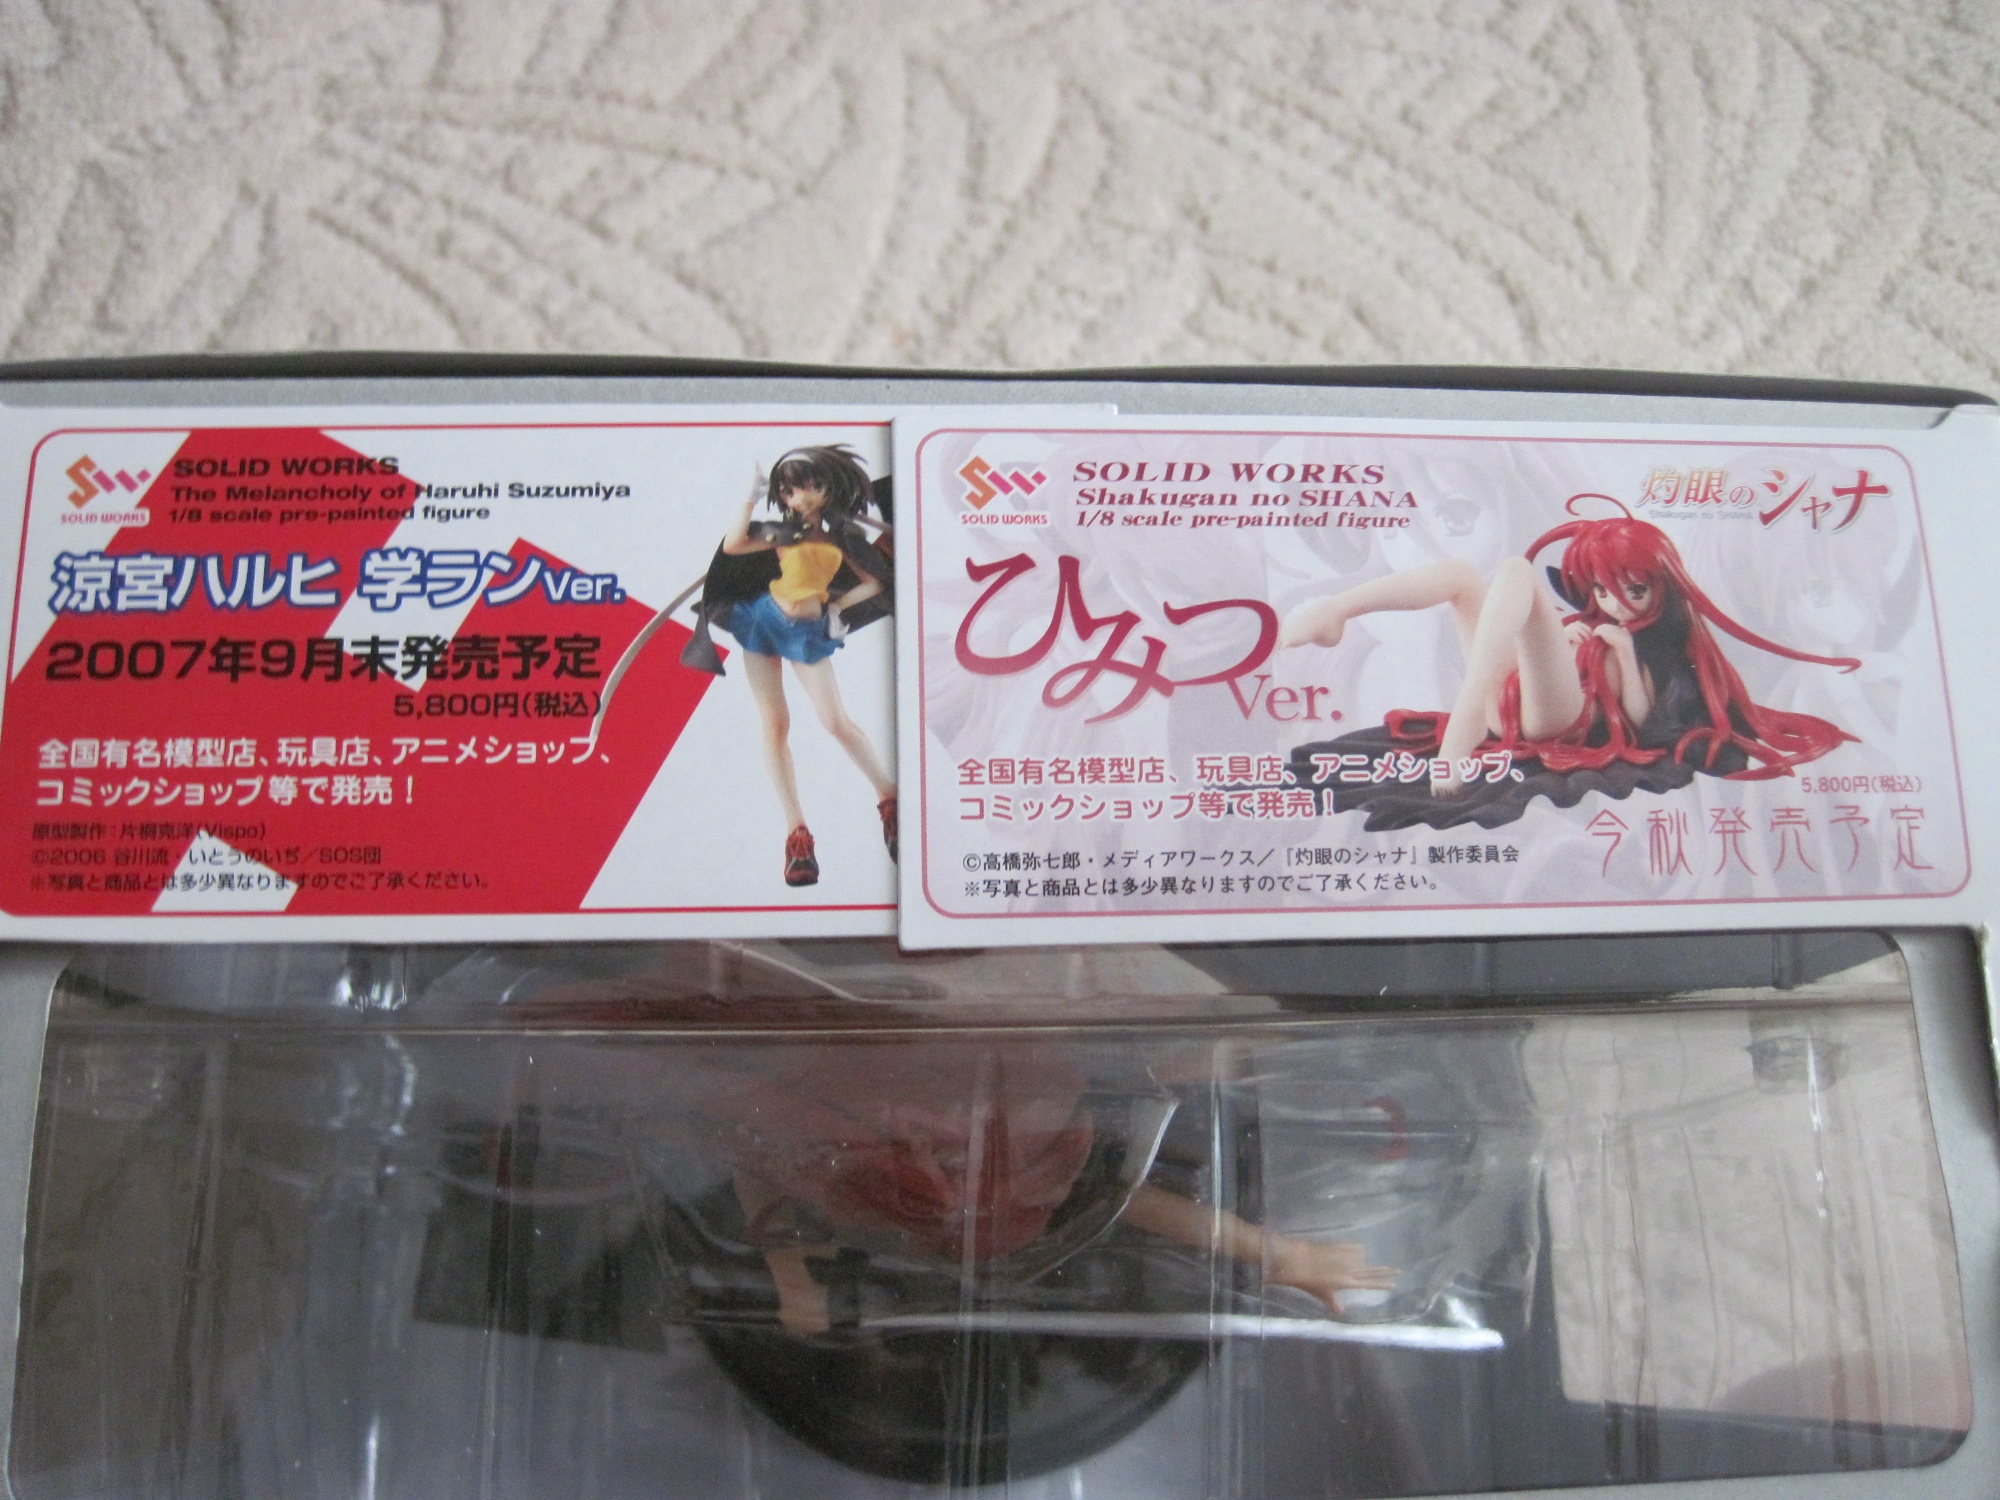 SOLID WORKS
SOLID WORKS
The Melancholy of Haruhi Suzumiya
1/8 scale pre-painted figure
涼宮ハルヒ 学ランVer.
2007年9月末発売予定
5,800円(税込)
全国有名模型店、玩具店、アニメショップ、
コミックショップ等で発売！
原型製作：片桐克洋(Vispo)
©2006 谷川流・いとうのいぢ／SOS団
※写真と商品とは多少異なりますのでご了承ください。
SOLID WORKS
SOLID WORKS
Shakugan no SHANA
1/8 scale pre-painted figure
灼眼のシャナ
Shakugan no SHANA
ひみつVer.
全国有名模型店、玩具店、アニメショップ、
コミックショップ等で発売！
5,800円(税込)
今秋発売予定
©高橋弥七郎・メディアワークス／『灼眼のシャナ』製作委員会
※写真と商品とは多少異なりますのでご了承ください。